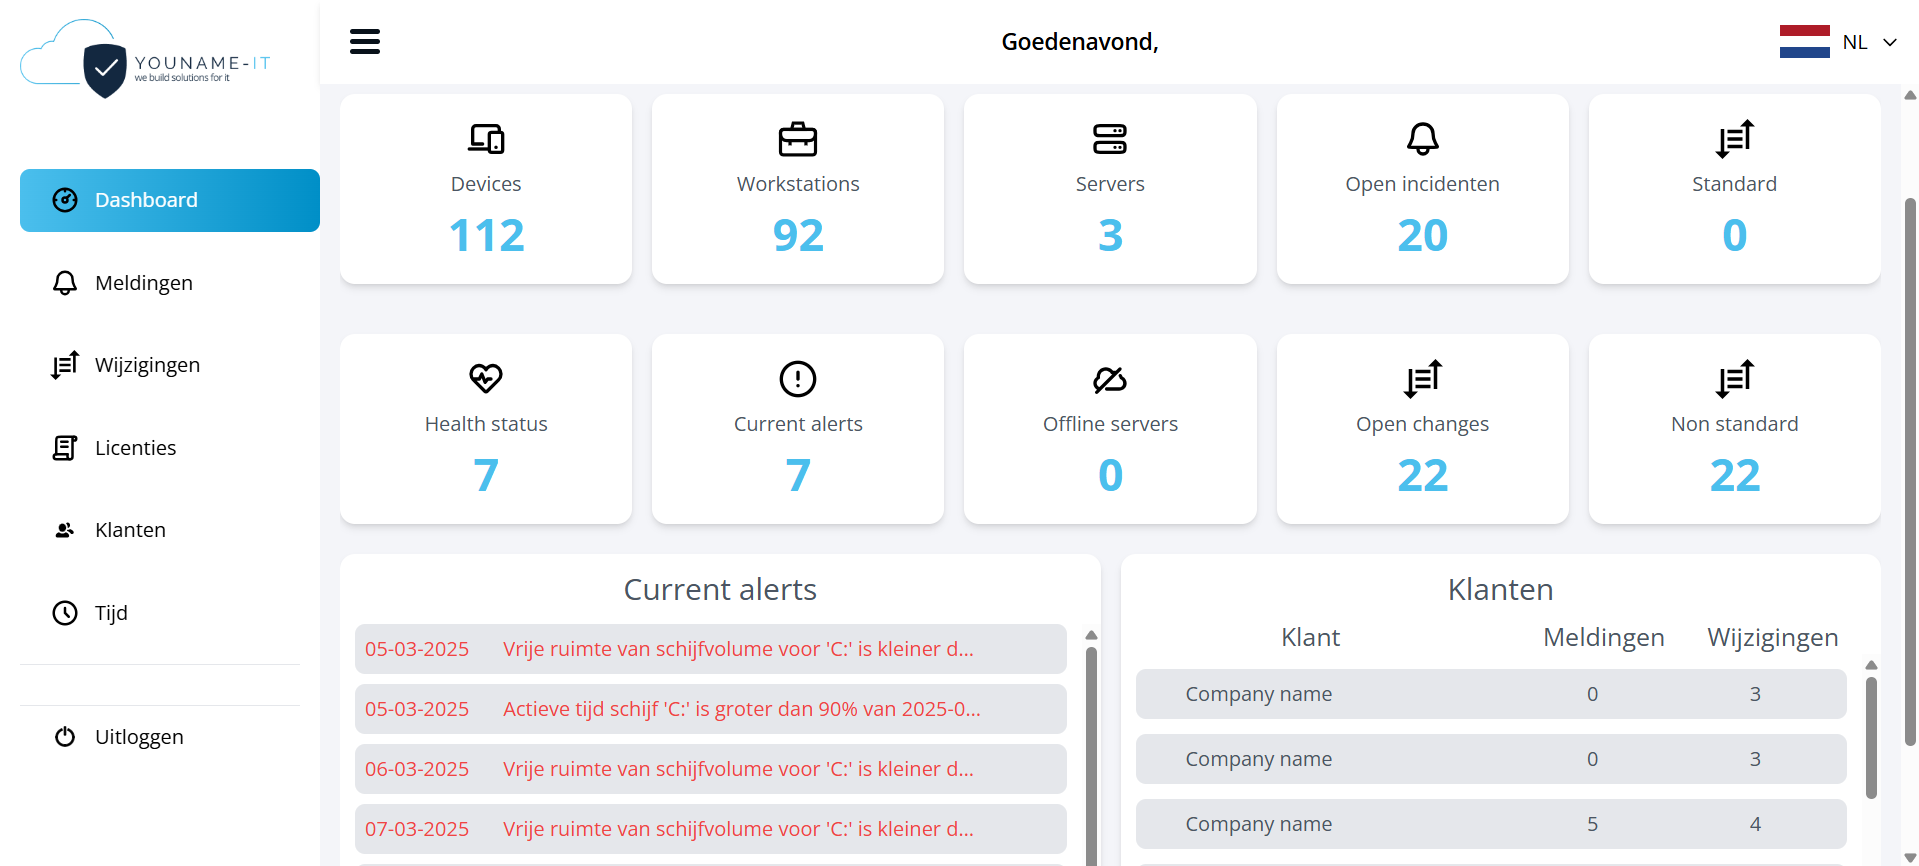 YOUNAME-IT
we build solutions for it
Goedenavond,
NL
Dashboard
Meldingen
Wijzigingen
Licenties
Klanten
Tijd
Uitloggen
Devices
112
Workstations
92
Servers
3
Open incidenten
20
Standard
0
Health status
7
Current alerts
7
Offline servers
0
Open changes
22
Non standard
22
Current alerts
05-03-2025 Vrije ruimte van schijfvolume voor 'C:' is kleiner d...
05-03-2025 Actieve tijd schijf 'C:' is groter dan 90% van 2025-0...
06-03-2025 Vrije ruimte van schijfvolume voor 'C:' is kleiner d...
07-03-2025 Vrije ruimte van schijfvolume voor 'C:' is kleiner d...
Klanten
Klant Meldingen Wijzigingen
Company name 0 3
Company name 0 3
Company name 5 4